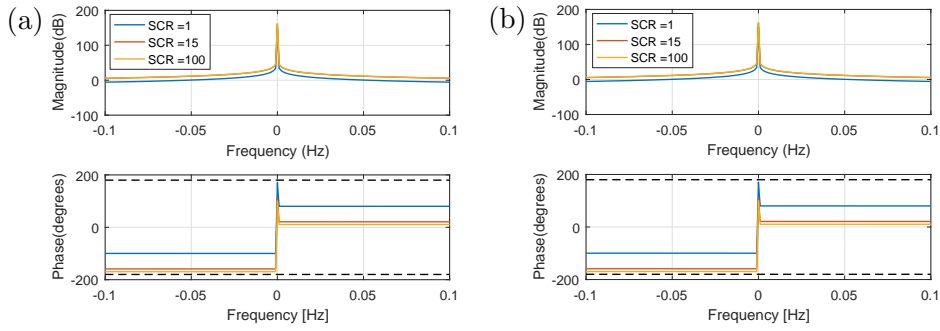 (a)
Magnitude(dB)
200
100
0
-100
SCR =1
SCR =15
SCR =100
-0.1
-0.05
0
0.05
0.1
Frequency (Hz)
Phase(degrees)
200
0
-200
-0.1
-0.05
0
0.05
0.1
Frequency [Hz]
(b)
Magnitude(dB)
200
100
0
-100
SCR =1
SCR =15
SCR =100
-0.1
-0.05
0
0.05
0.1
Frequency (Hz)
Phase(degrees)
200
0
-200
-0.1
-0.05
0
0.05
0.1
Frequency [Hz]